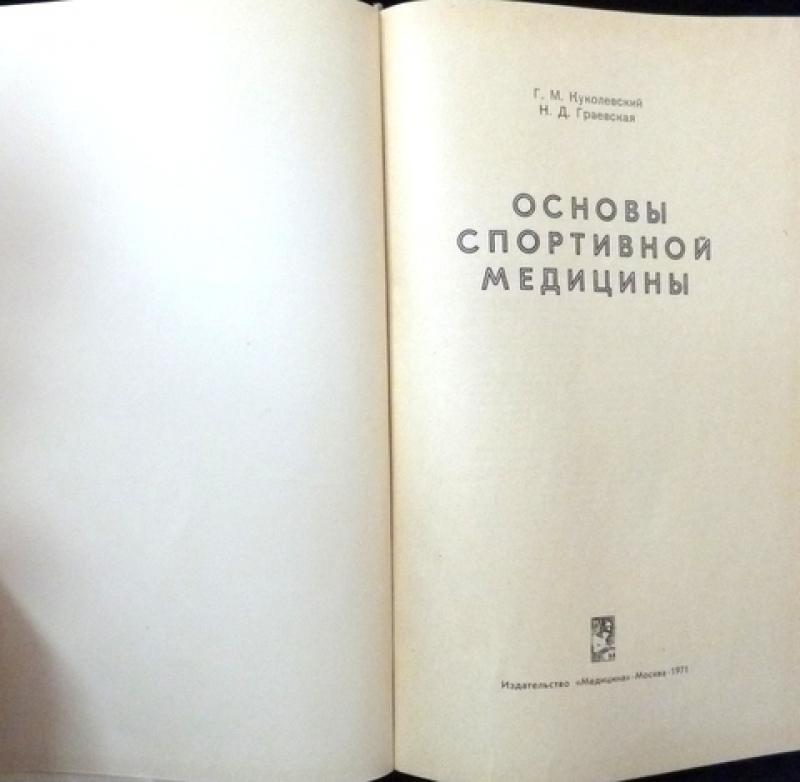 Г. М. Куколевский
Н. Д. Граевская
ОСНОВЫ
СПОРТИВНОЙ
МЕДИЦИНЫ
Издательство «Медицина» · Москва · 1971